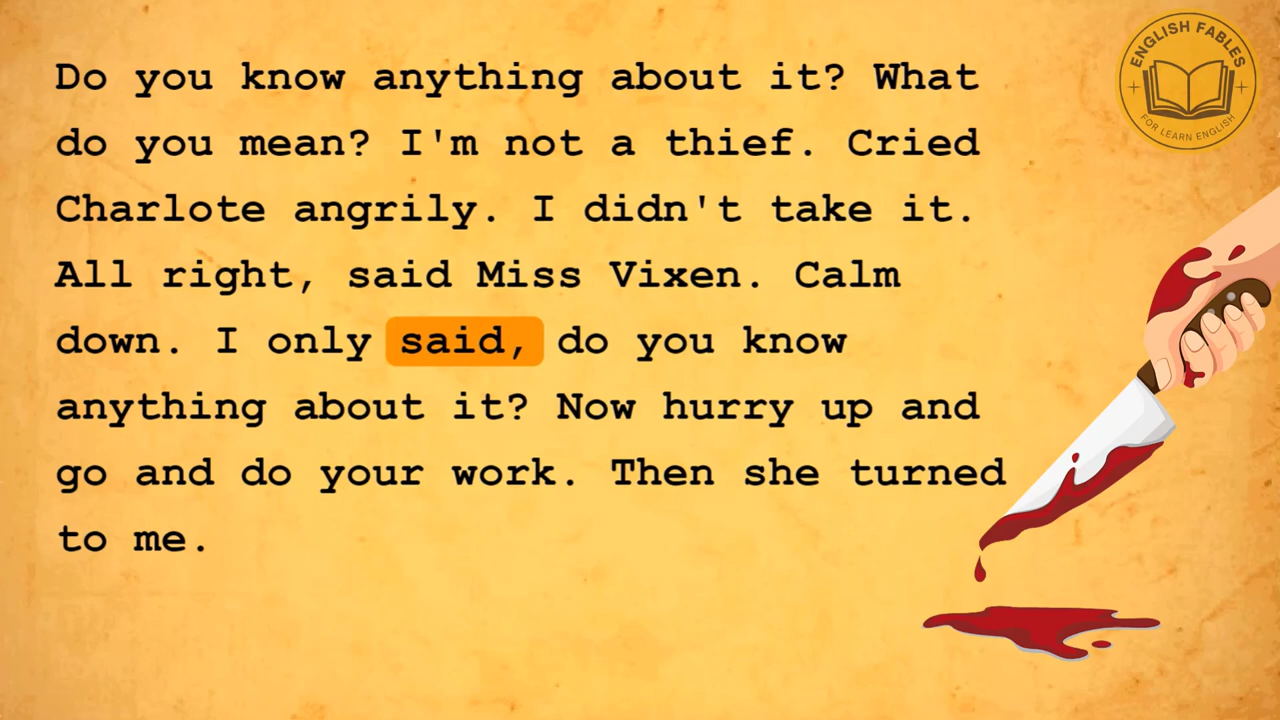 Do you know anything about it? What
do you mean? I'm not a thief. Cried
Charlote angrily. I didn't take it.
All right, said Miss Vixen. Calm
down. I only said, do you know
anything about it? Now hurry up and
go and do your work. Then she turned
to me.
ENGLISH FABLES
FOR LEARN ENGLISH